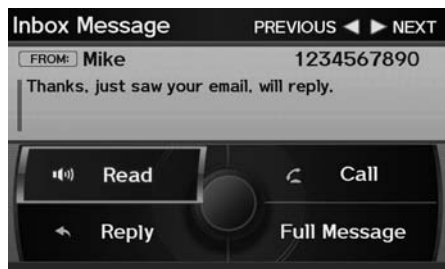 Inbox Message PREVIOUS ◀ ▶ NEXT
FROM: Mike 1234567890
Thanks, just saw your email, will reply.
Read Call
Reply Full Message